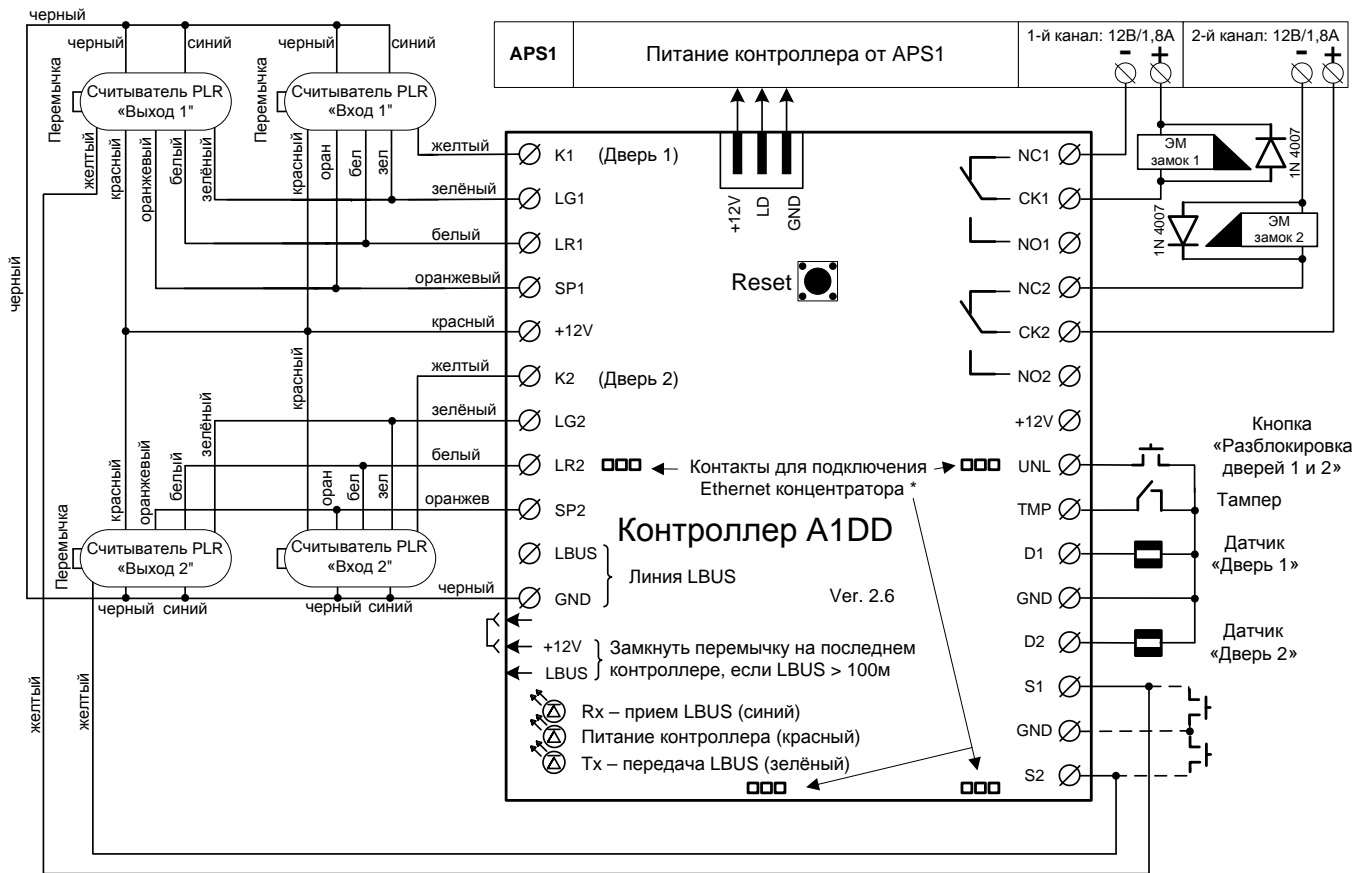 черный
черный
синий
черный
синий
Перемычка
Считыватель PLR
«Выход 1"
Перемычка
Считыватель PLR
«Вход 1"
желтый
красный
оранжевый
белый
зелёный
красный
оран
бел
зел
желтый
зелёный
белый
оранжевый
красный
желтый
зелёный
белый
оранжев
черный
черный
красный
красный
оранжевый
белый
зелёный
оран
бел
зел
Перемычка
Считыватель PLR
«Выход 2"
Считыватель PLR
«Вход 2"
черный синий
черный синий
желтый
желтый
APS1
Питание контроллера от APS1
1-й канал: 12В/1,8А
- +
2-й канал: 12В/1,8А
- +
+12V
LD
GND
Reset
K1 (Дверь 1)
LG1
LR1
SP1
+12V
K2 (Дверь 2)
LG2
LR2
SP2
LBUS
GND
Линия LBUS
+12V
LBUS
Замкнуть перемычку на последнем
контроллере, если LBUS > 100м
Rx – прием LBUS (синий)
Питание контроллера (красный)
Tx – передача LBUS (зелёный)
Контакты для подключения
Ethernet концентратора *
Контроллер A1DD
Ver. 2.6
NC1
CK1
NO1
NC2
CK2
NO2
+12V
UNL
TMP
D1
GND
D2
S1
GND
S2
ЭМ
замок 1
1N 4007
1N 4007
ЭМ
замок 2
Кнопка
«Разблокировка
дверей 1 и 2»
Тампер
Датчик
«Дверь 1»
Датчик
«Дверь 2»